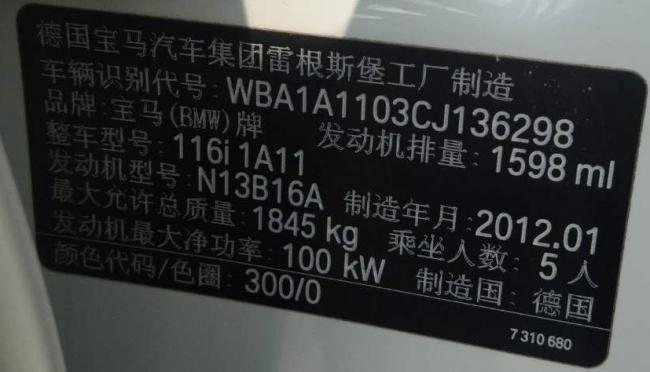 德国宝马汽车集团雷根斯堡工厂制造
车辆识别代号: WBA1A1103CJ136298
品牌: 宝马(BMW)牌 发动机排量: 1598 ml
整车型号: 116i 1A11
发动机型号: N13B16A 制造年月: 2012.01
最大允许总质量: 1845 kg 乘坐人数: 5 人
发动机最大净功率: 100 kW 制造国: 德国
颜色代码/色圈: 300/0
7 310 680